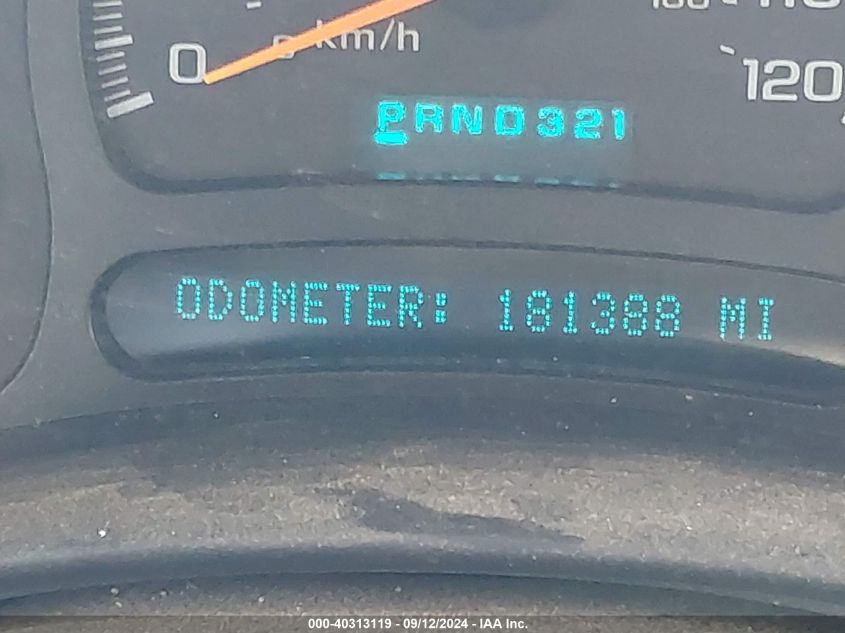 km/h
0
120
PRND321
ODOMETER: 181388 MI
000-40313119 - 09/12/2024 - IAA Inc.